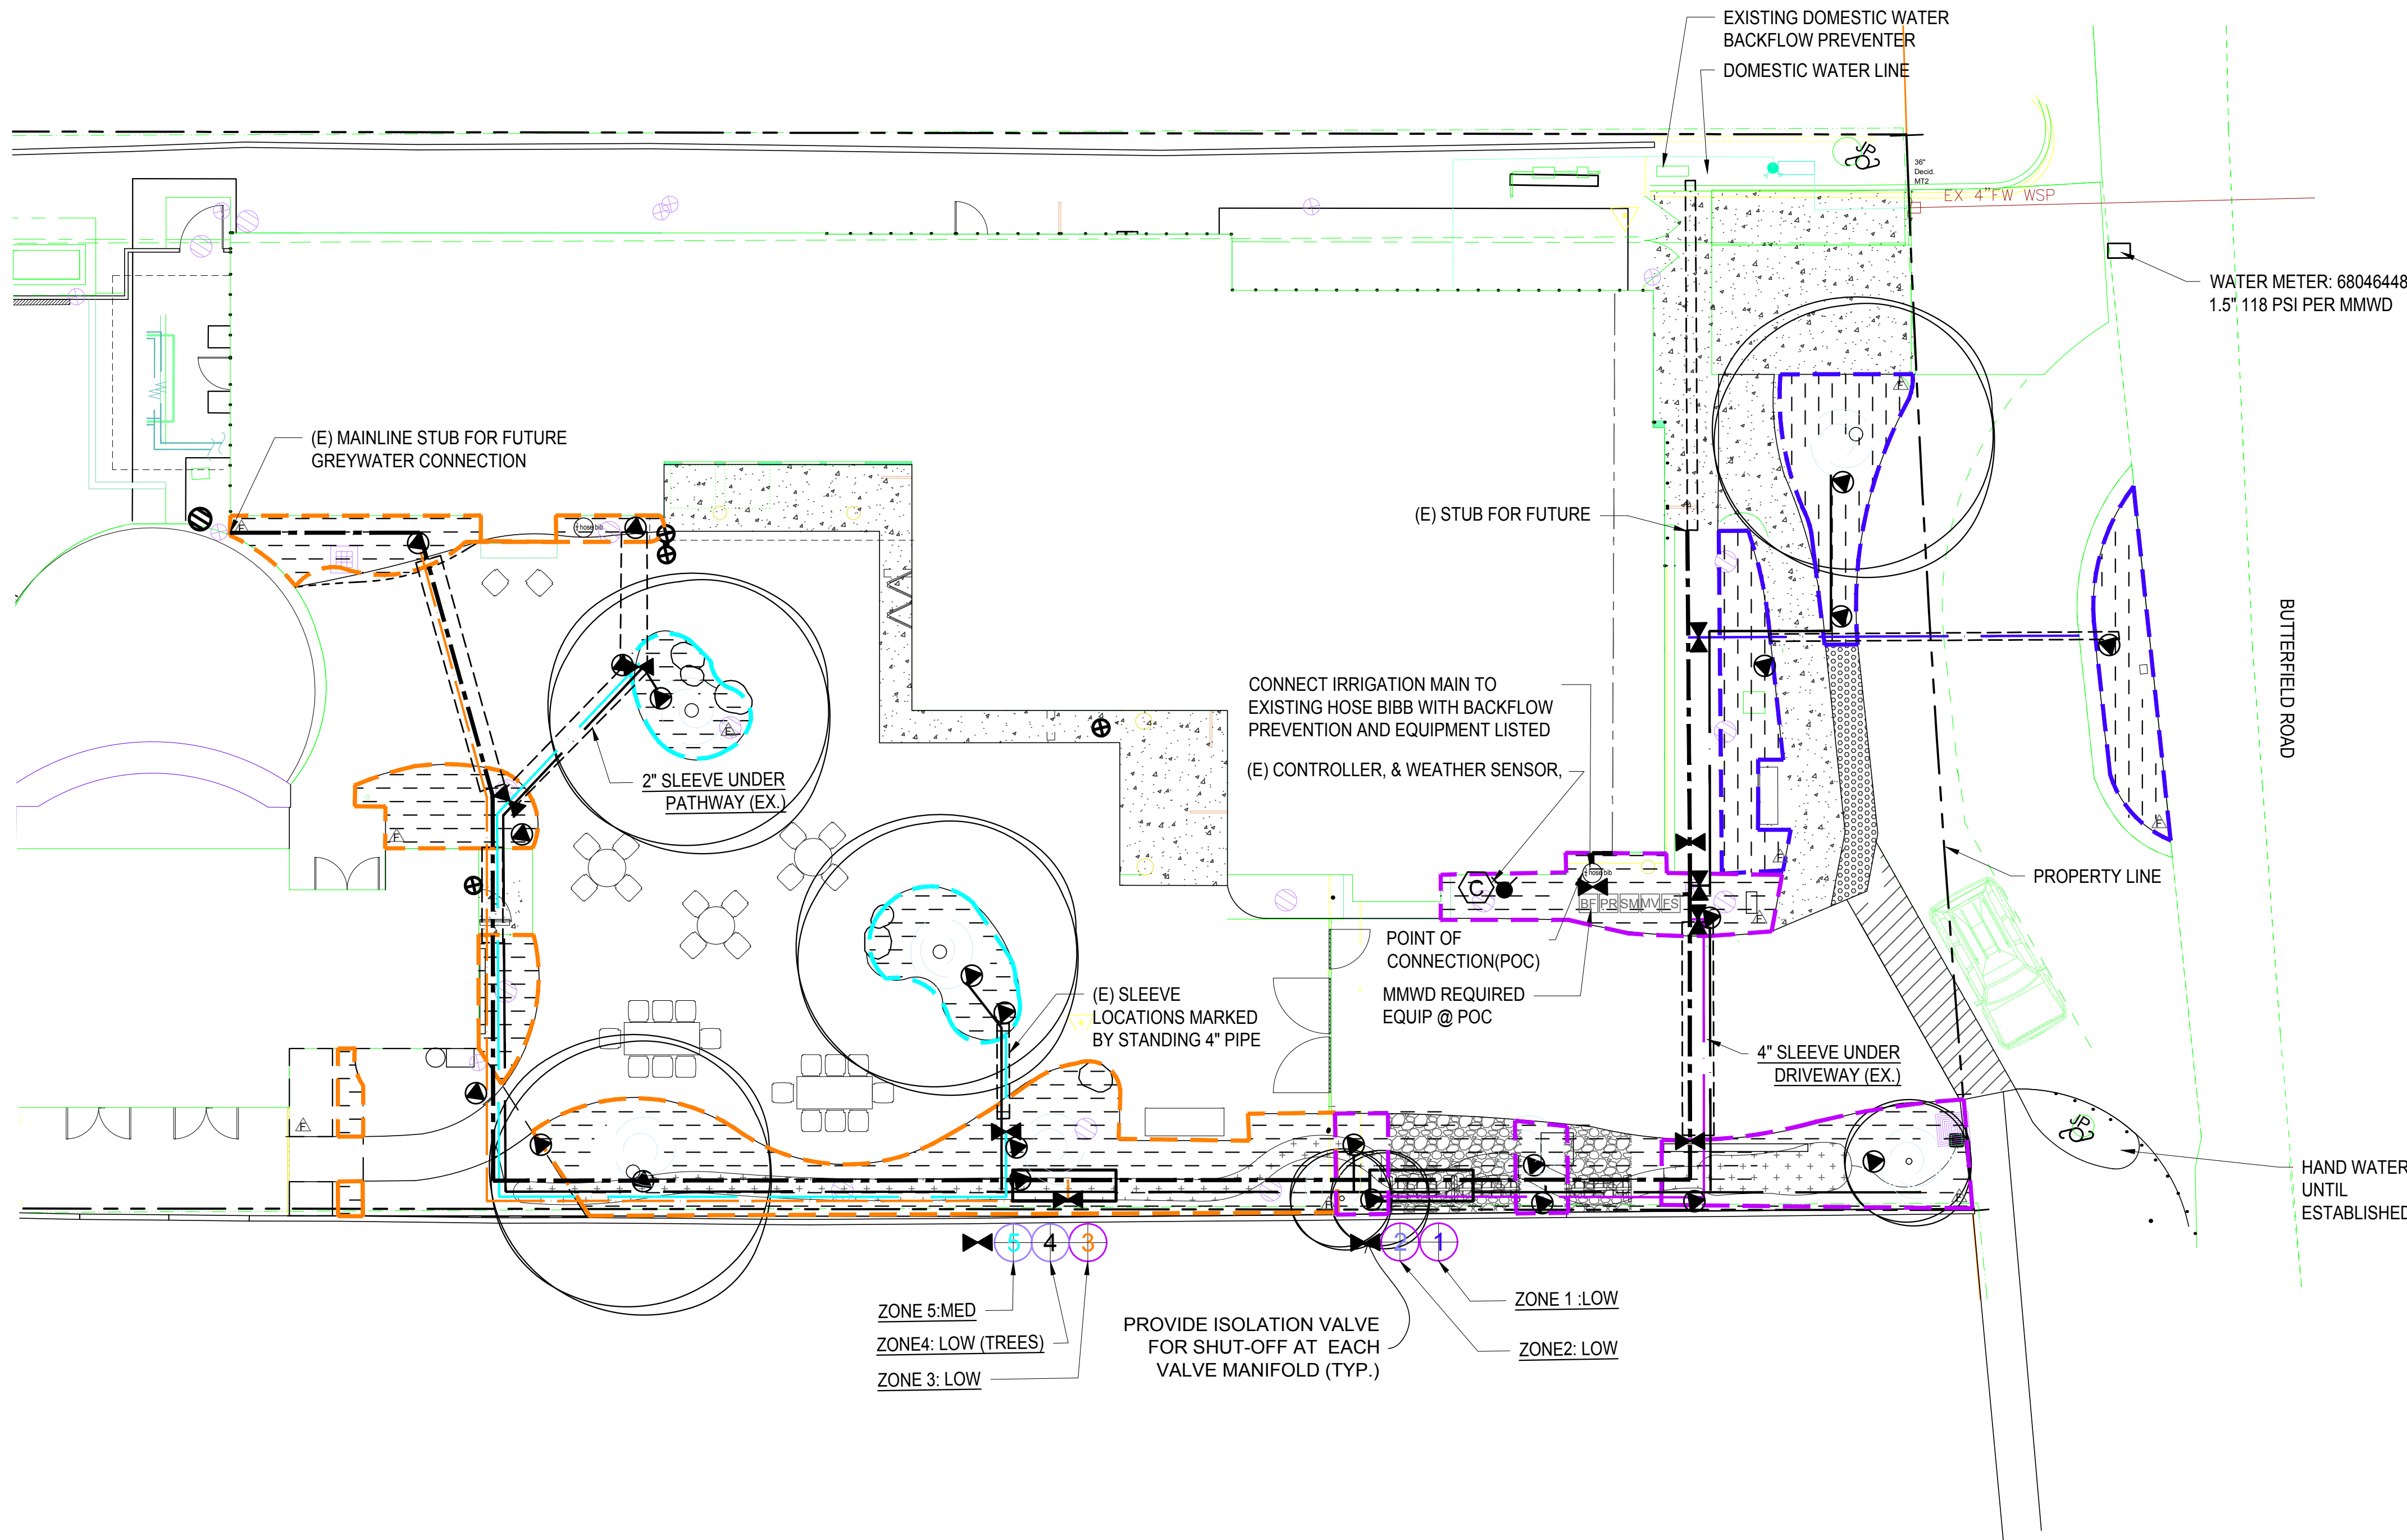 EXISTING DOMESTIC WATER
BACKFLOW PREVENTER
DOMESTIC WATER LINE
JP
36"
Decid.
MT2
EX 4"FW WSP
WATER METER: 68046448
1.5" 118 PSI PER MMWD
(E) MAINLINE STUB FOR FUTURE
GREYWATER CONNECTION
(E) STUB FOR FUTURE
hose bib
BUTTERFIELD ROAD
CONNECT IRRIGATION MAIN TO
EXISTING HOSE BIBB WITH BACKFLOW
PREVENTION AND EQUIPMENT LISTED
(E) CONTROLLER, & WEATHER SENSOR,
2" SLEEVE UNDER
PATHWAY (EX.)
hose bib
C
BF PR SM MV FS
PROPERTY LINE
POINT OF
CONNECTION(POC)
MMWD REQUIRED
EQUIP @ POC
(E) SLEEVE
LOCATIONS MARKED
BY STANDING 4" PIPE
4" SLEEVE UNDER
DRIVEWAY (EX.)
JP
HAND WATER
UNTIL
ESTABLISHED
5 4 3
2 1
ZONE 5:MED
ZONE4: LOW (TREES)
ZONE 3: LOW
PROVIDE ISOLATION VALVE
FOR SHUT-OFF AT EACH
VALVE MANIFOLD (TYP.)
ZONE 1 :LOW
ZONE2: LOW
F
F
F
F
F
F
F
F
F
F